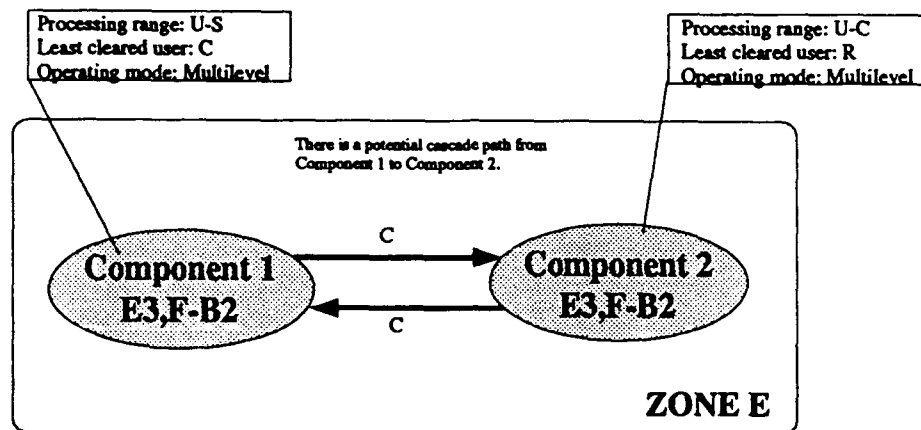 Processing range: U-S
Least cleared user: C
Operating mode: Multilevel
Processing range: U-C
Least cleared user: R
Operating mode: Multilevel
There is a potential cascade path from
Component 1 to Component 2.
C
Component 1
E3,F-B2
Component 2
E3,F-B2
C
ZONE E